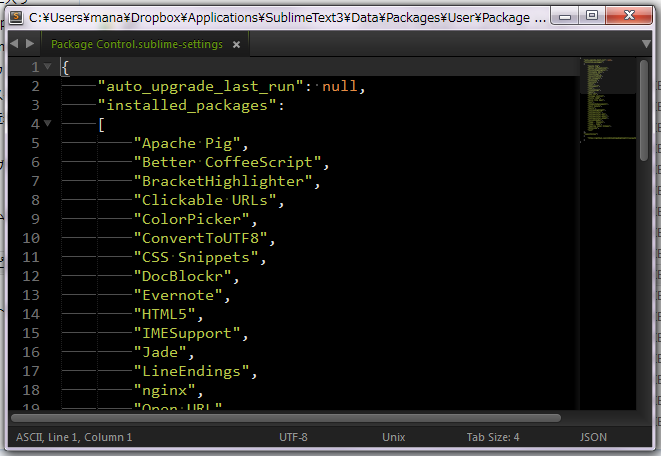 C:¥Users¥mana¥Dropbox¥Applications¥SublimeText3¥Data¥Packages¥User¥Package ...
Package Control.sublime-settings
1 {
2 "auto_upgrade_last_run": null,
3 "installed_packages":
4 [
5 "Apache Pig",
6 "Better CoffeeScript",
7 "BracketHighlighter",
8 "Clickable URLs",
9 "ColorPicker",
10 "ConvertToUTF8",
11 "CSS Snippets",
12 "DocBlockr",
13 "Evernote",
14 "HTML5",
15 "IMESupport",
16 "Jade",
17 "LineEndings",
18 "nginx",
19 "Open URL"
ASCII, Line 1, Column 1 UTF-8 Unix Tab Size: 4 JSON